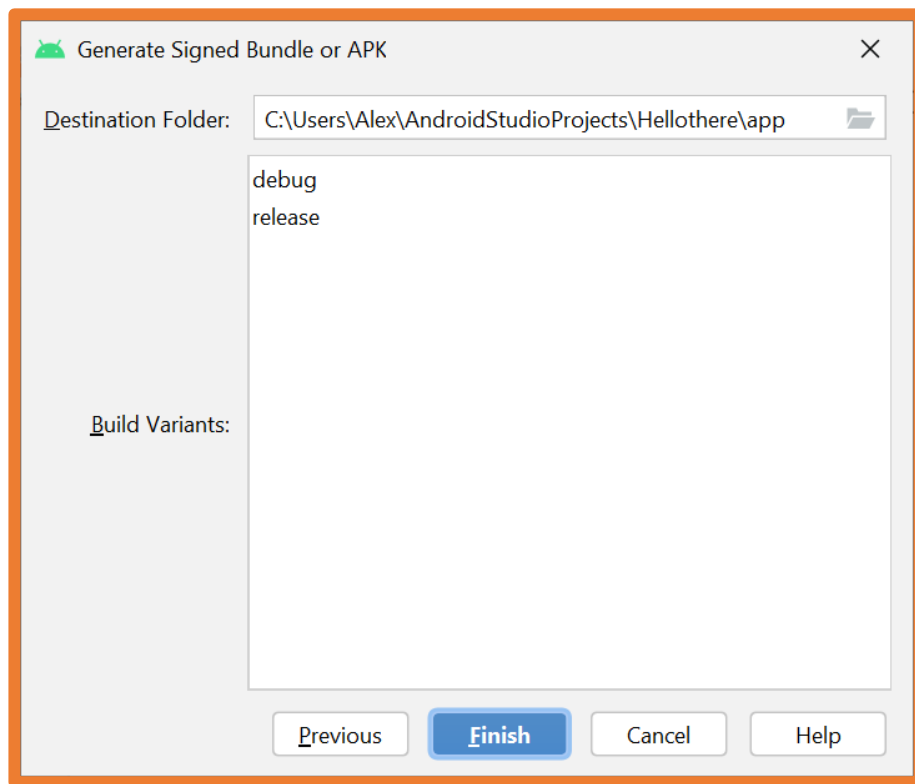 Generate Signed Bundle or APK
Destination Folder: C:\Users\Alex\AndroidStudioProjects\Hellothere\app
debug
release
Build Variants:
Previous Finish Cancel Help